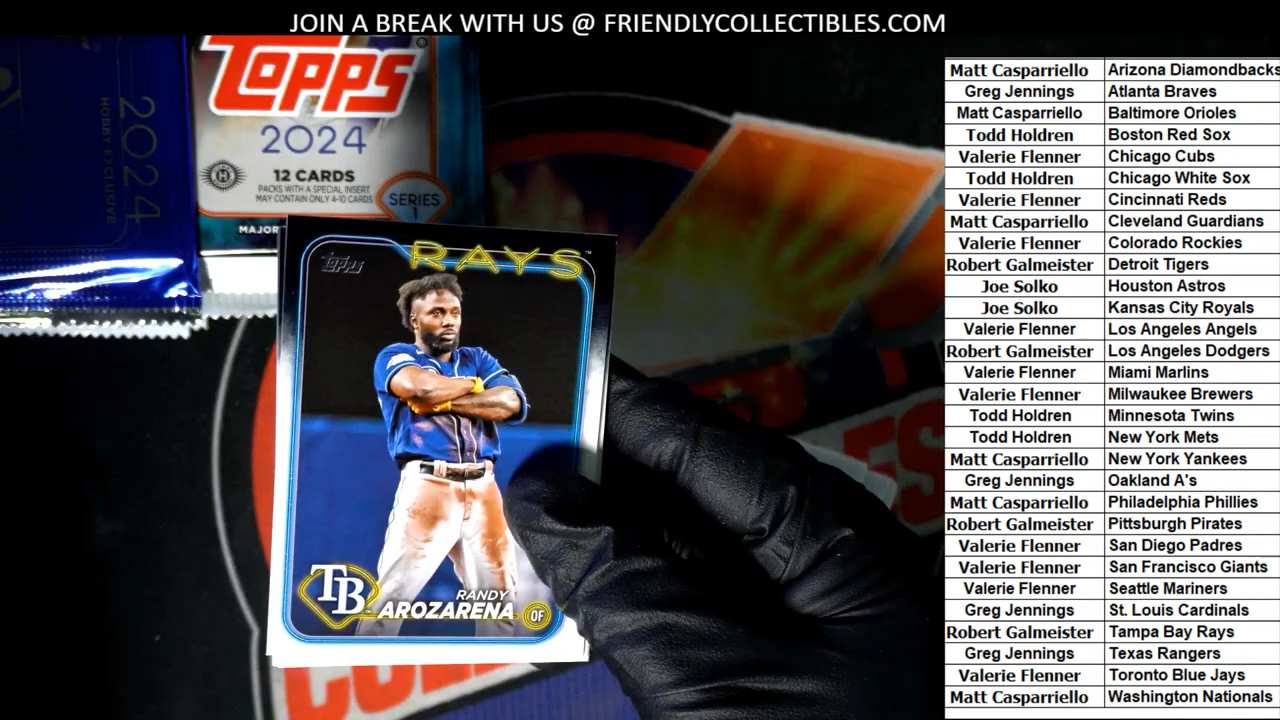 JOIN A BREAK WITH US @ FRIENDLYCOLLECTIBLES.COM
TOPPS
2024
12 CARDS
PACKS WITH A SPECIAL INSERT
MAY CONTAIN ONLY 4-10 CARDS
SERIES
1
MAJOR
2024
HOBBY EXCLUSIVE
TOPPS
RAYS
TB
RANDY
AROZARENA
OF
Matt Casparriello Arizona Diamondbacks
Greg Jennings Atlanta Braves
Matt Casparriello Baltimore Orioles
Todd Holdren Boston Red Sox
Valerie Flenner Chicago Cubs
Todd Holdren Chicago White Sox
Valerie Flenner Cincinnati Reds
Matt Casparriello Cleveland Guardians
Valerie Flenner Colorado Rockies
Robert Galmeister Detroit Tigers
Joe Solko Houston Astros
Joe Solko Kansas City Royals
Valerie Flenner Los Angeles Angels
Robert Galmeister Los Angeles Dodgers
Valerie Flenner Miami Marlins
Valerie Flenner Milwaukee Brewers
Todd Holdren Minnesota Twins
Todd Holdren New York Mets
Matt Casparriello New York Yankees
Greg Jennings Oakland A's
Matt Casparriello Philadelphia Phillies
Robert Galmeister Pittsburgh Pirates
Valerie Flenner San Diego Padres
Valerie Flenner San Francisco Giants
Valerie Flenner Seattle Mariners
Greg Jennings St. Louis Cardinals
Robert Galmeister Tampa Bay Rays
Greg Jennings Texas Rangers
Valerie Flenner Toronto Blue Jays
Matt Casparriello Washington Nationals